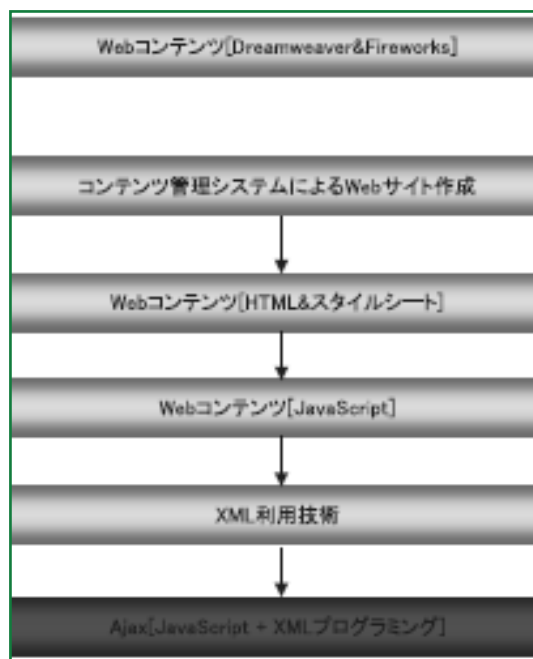 Webコンテンツ[Dreamweaver&Fireworks]
コンテンツ管理システムによるWebサイト作成
Webコンテンツ[HTML&スタイルシート]
Webコンテンツ[JavaScript]
XML利用技術
Ajax[JavaScript + XMLプログラミング]